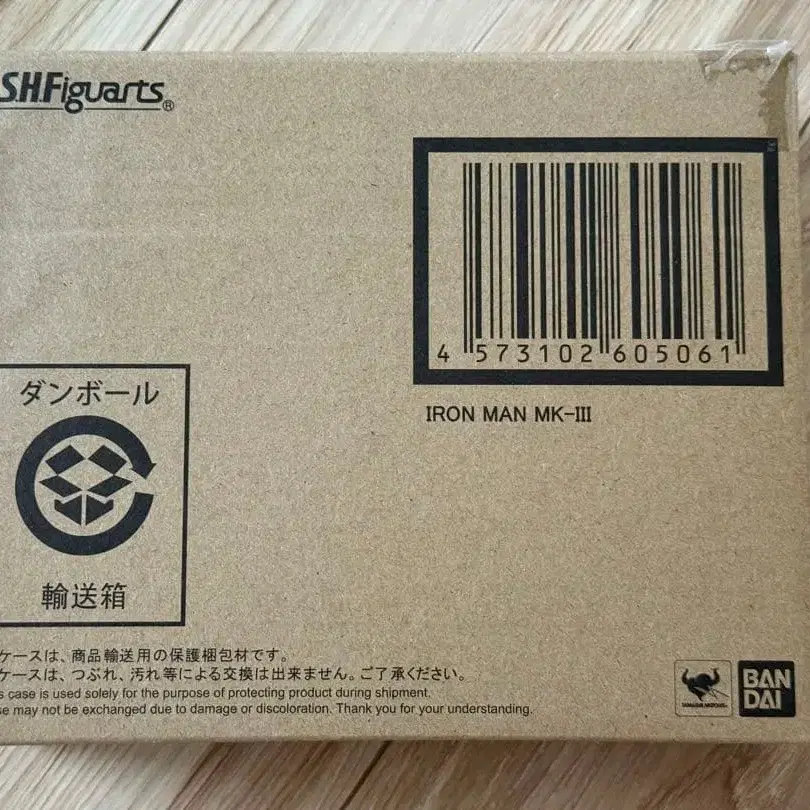 S.H.Figuarts®
4 573102 605061
IRON MAN MK-III
ダンボール
輸送箱
ケースは、商品輸送用の保護梱包材です。
ケースは、つぶれ、汚れ等による交換は出来ません。ご了承ください。
s case is used solely for the purpose of protecting product during shipment.
se may not be exchanged due to damage or discoloration. Thank you for your understanding.
TAMASHII NATIONS
BAN
DAI